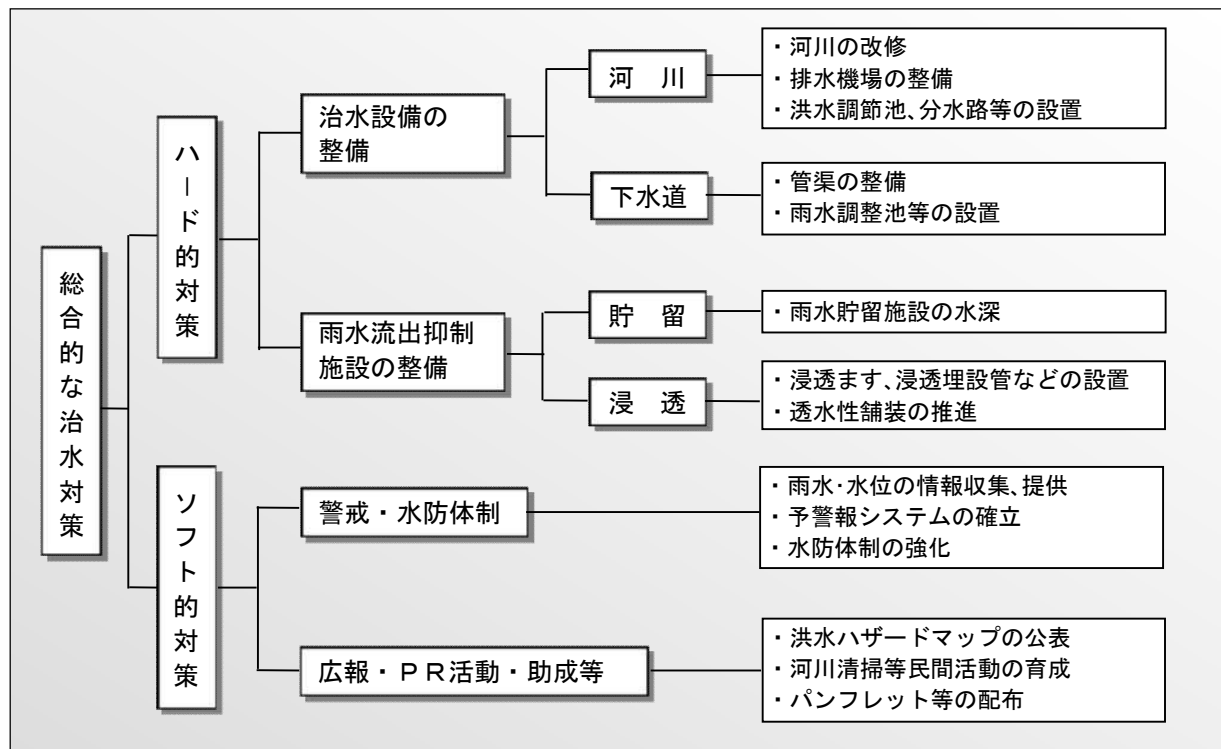 総合的な治水対策
ハード的対策
治水設備の
整備
河　川
・河川の改修
・排水機場の整備
・洪水調節池、分水路等の設置
下水道
・管渠の整備
・雨水調整池等の設置
雨水流出抑制
施設の整備
貯　留
・雨水貯留施設の水深
浸　透
・浸透ます、浸透埋設管などの設置
・透水性舗装の推進
ソフト的対策
警戒・水防体制
・雨水･水位の情報収集、提供
・予警報システムの確立
・水防体制の強化
広報・ＰＲ活動・助成等
・洪水ハザードマップの公表
・河川清掃等民間活動の育成
・パンフレット等の配布